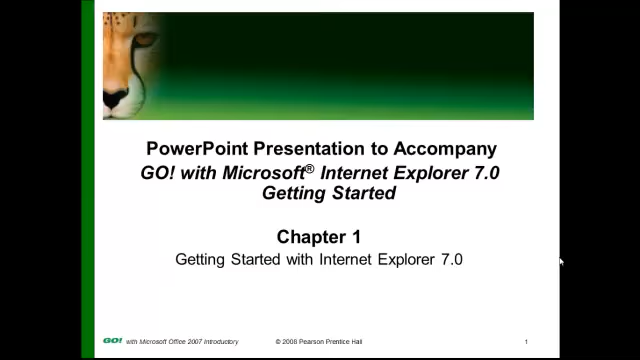 PowerPoint Presentation to Accompany
GO! with Microsoft® Internet Explorer 7.0
Getting Started
Chapter 1
Getting Started with Internet Explorer 7.0
GO! with Microsoft Office 2007 Introductory © 2008 Pearson Prentice Hall 1